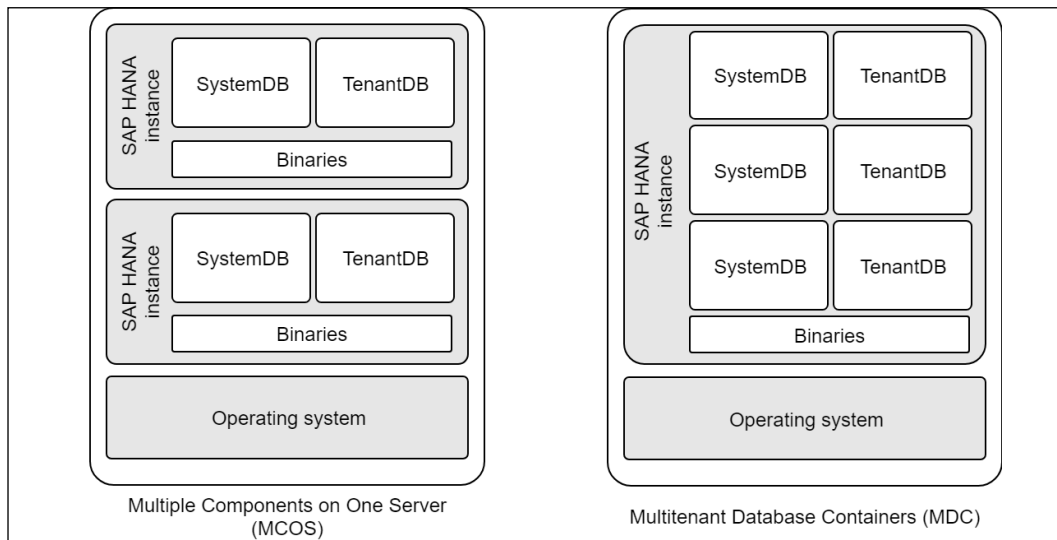 SAP HANA
instance
SystemDB
TenantDB
Binaries
SAP HANA
instance
SystemDB
TenantDB
Binaries
Operating system
Multiple Components on One Server
(MCOS)
SAP HANA
instance
SystemDB
TenantDB
SystemDB
TenantDB
SystemDB
TenantDB
Binaries
Operating system
Multitenant Database Containers (MDC)